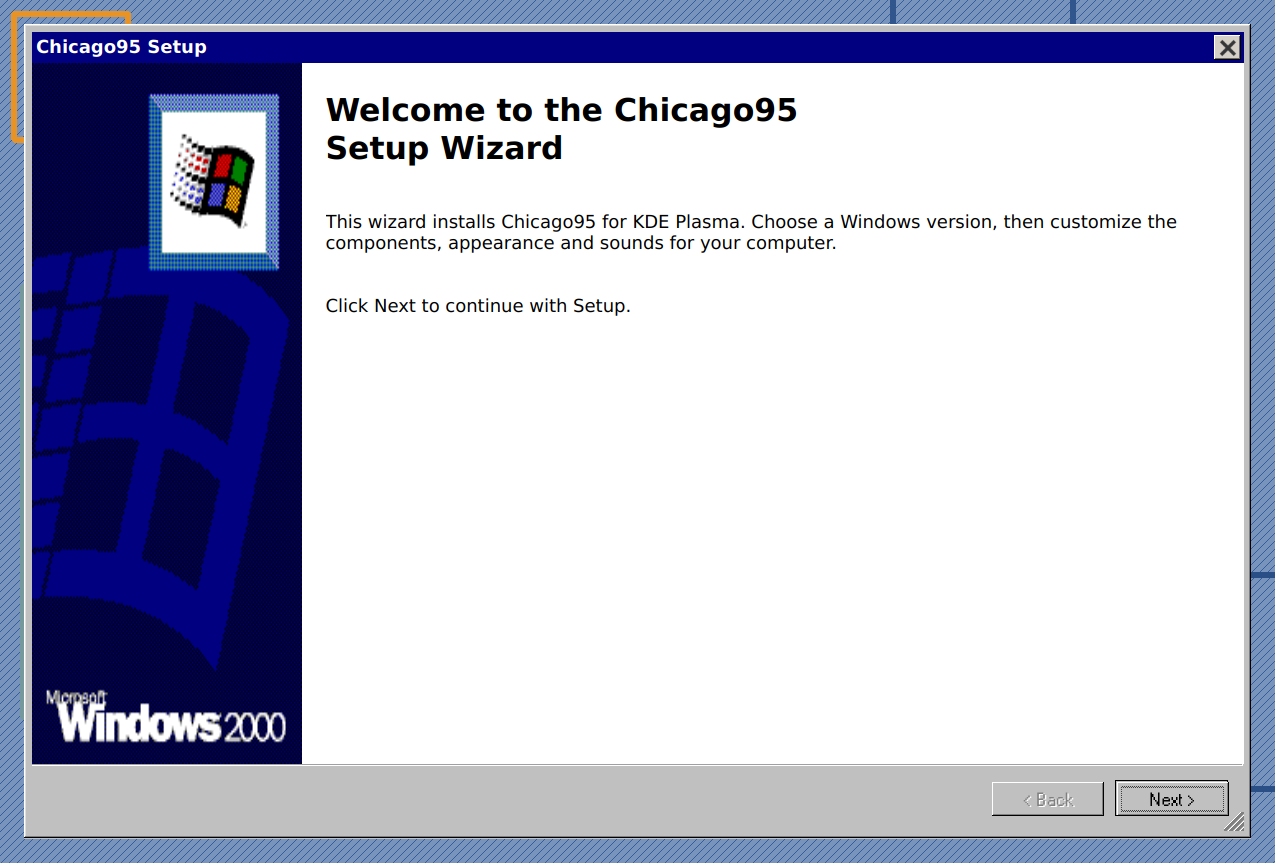 Chicago95 Setup
Welcome to the Chicago95
Setup Wizard
This wizard installs Chicago95 for KDE Plasma. Choose a Windows version, then customize the
components, appearance and sounds for your computer.
Click Next to continue with Setup.
Microsoft
Windows 2000
< Back
Next >